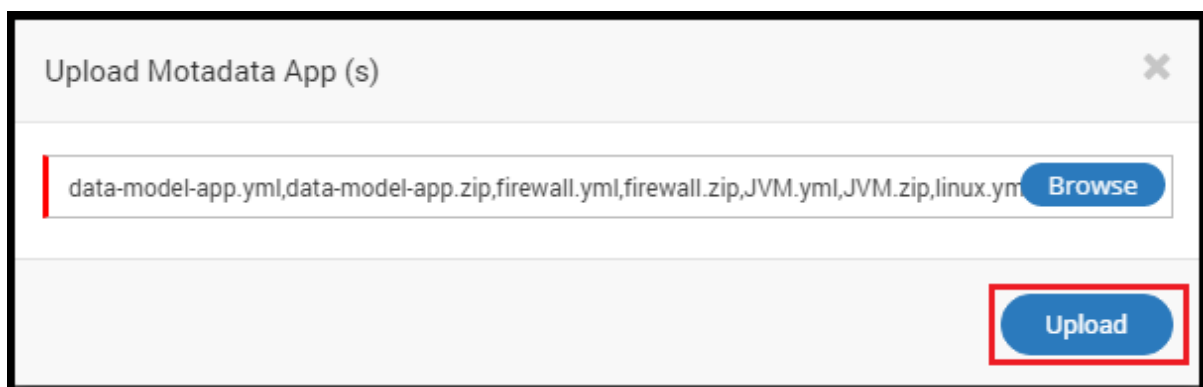 Upload Motadata App (s)
data-model-app.yml,data-model-app.zip,firewall.yml,firewall.zip,JVM.yml,JVM.zip,linux.ym
Browse
Upload